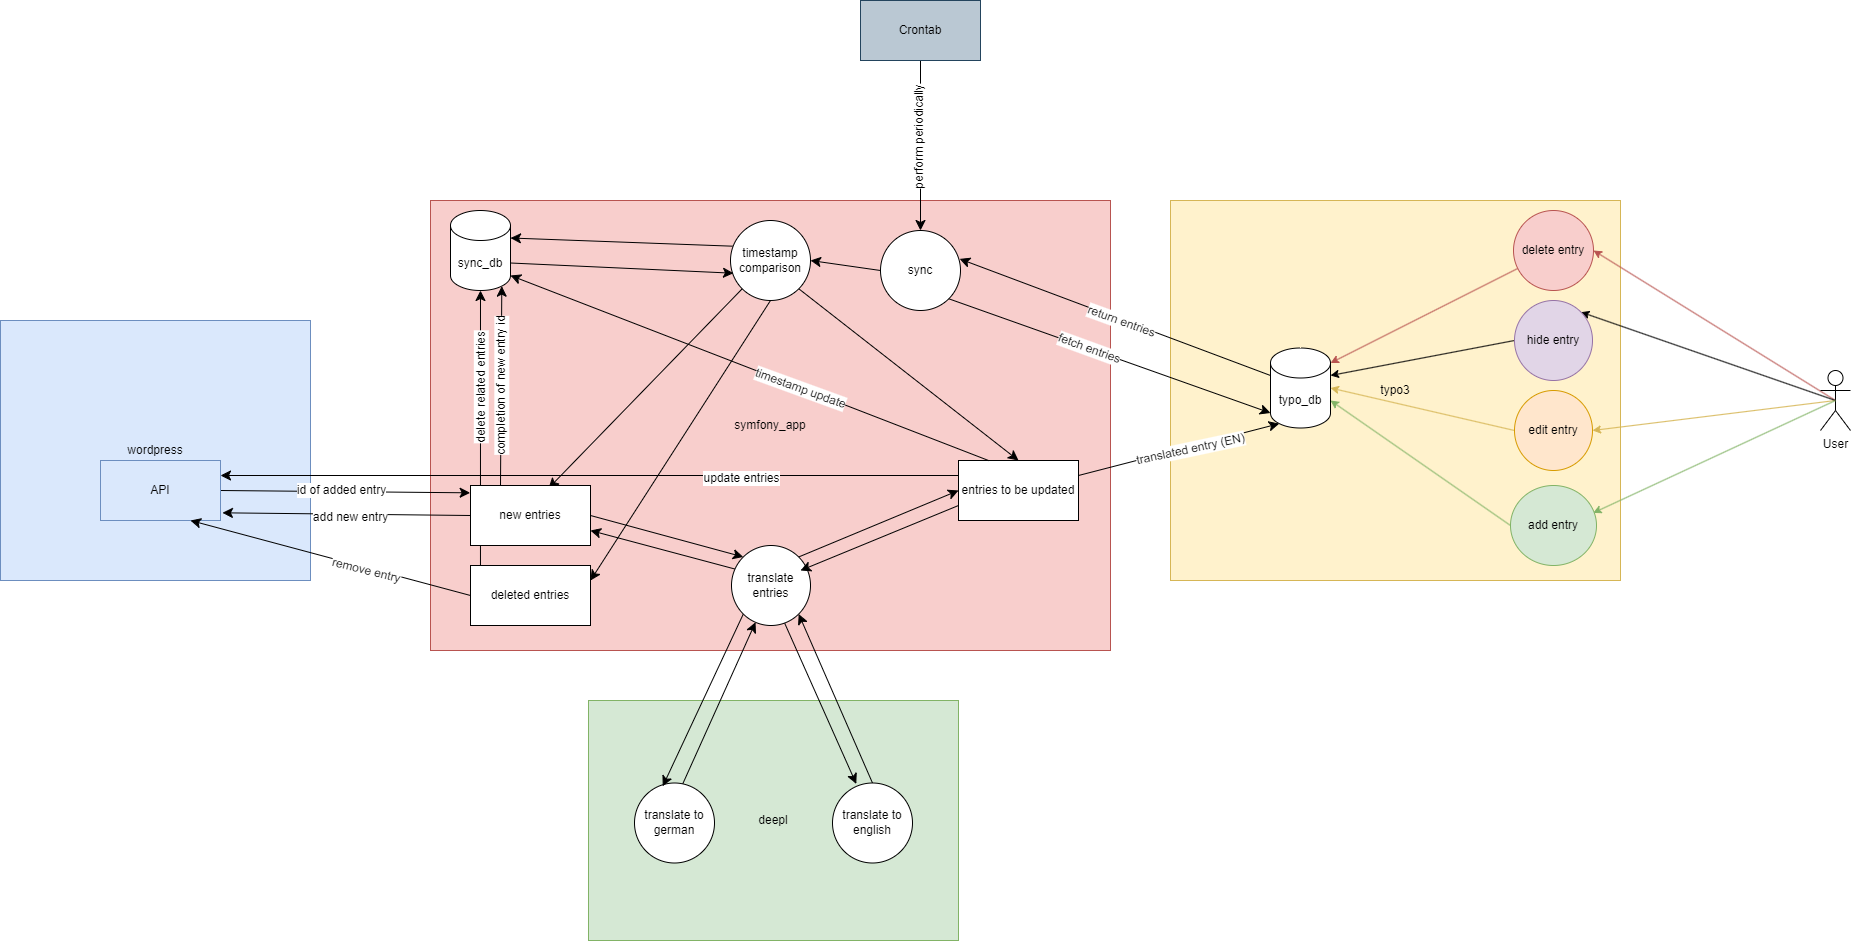 Crontab
perform periodically
sync_db
timestamp
comparison
sync
delete entry
return entries
hide entry
fetch entries
delete related entries
completion of new entry id
timestamp update
typo_db
typo3
symfony_app
edit entry
User
wordpress
translated entry (EN)
API
id of added entry
update entries
entries to be updated
add new entry
new entries
add entry
remove entry
deleted entries
translate
entries
translate to
german
deepl
translate to
english